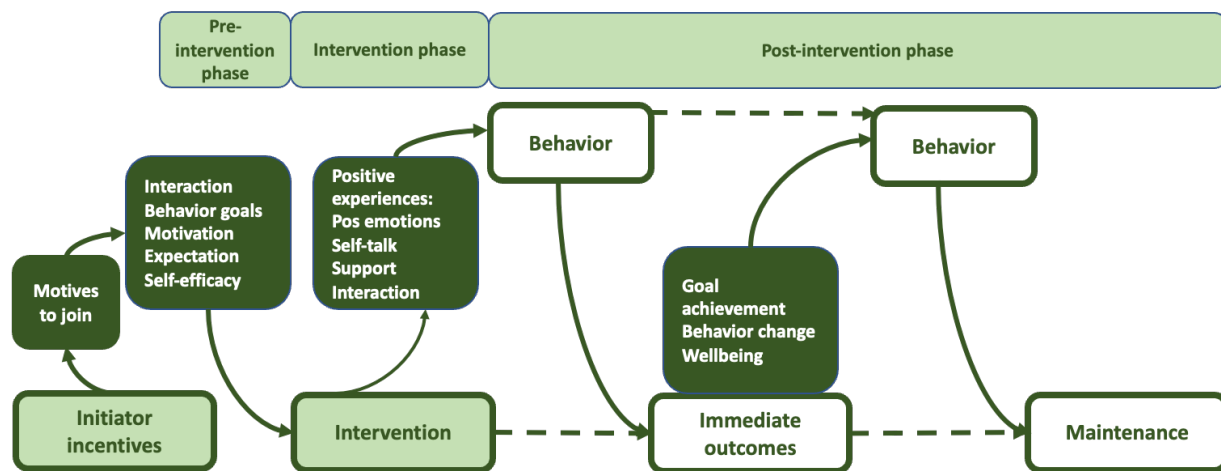 Pre-
intervention
phase
Intervention phase
Post-intervention phase
Motives
to join
Interaction
Behavior goals
Motivation
Expectation
Self-efficacy
Positive
experiences:
Pos emotions
Self-talk
Support
Interaction
Behavior
Goal
achievement
Behavior change
Wellbeing
Behavior
Initiator
incentives
Intervention
Immediate
outcomes
Maintenance